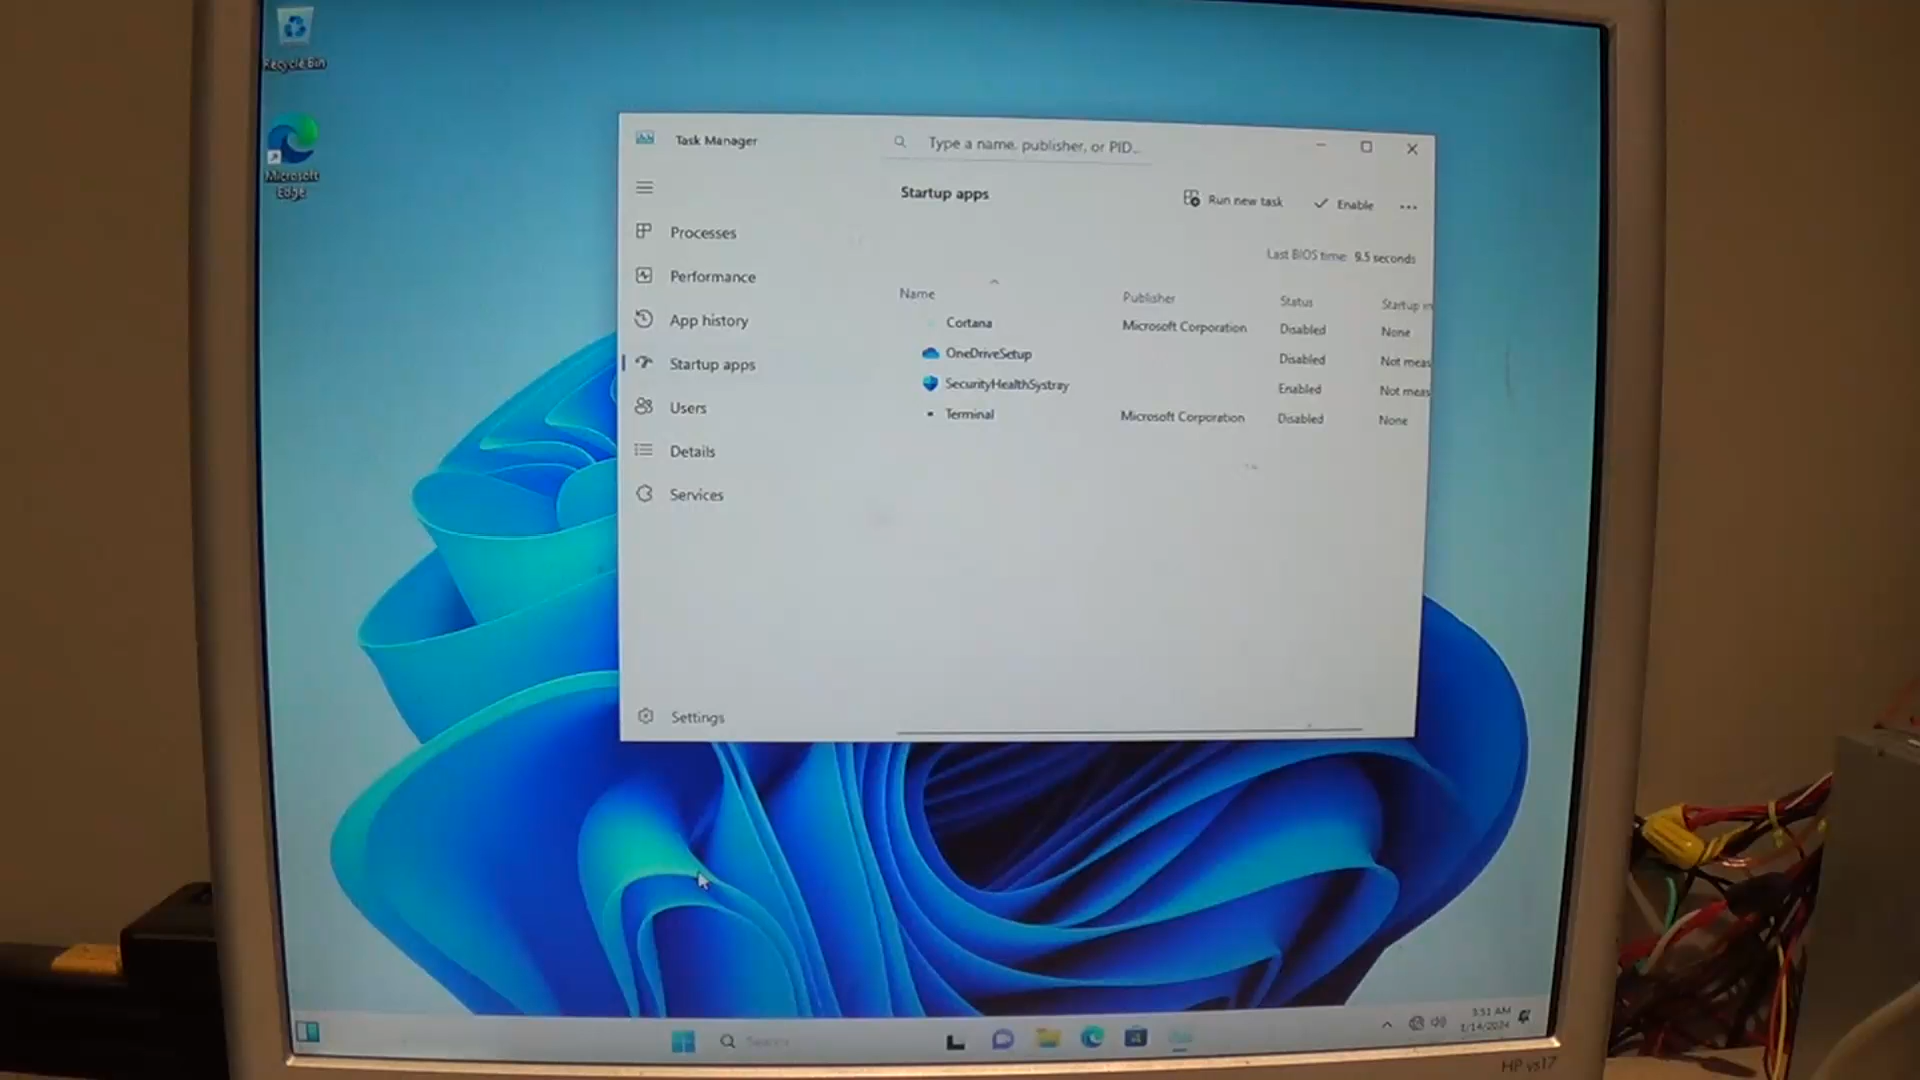 Recycle Bin
Microsoft
Edge
Task Manager
Type a name, publisher, or PID...
Startup apps
Run new task
Enable
Last BIOS time: 9.5 seconds
Processes
Performance
App history
Startup apps
Users
Details
Services
Settings
Name Publisher Status Startup im
Cortana Microsoft Corporation Disabled None
OneDriveSetup Disabled Not meas
SecurityHealthSystray Enabled Not meas
Terminal Microsoft Corporation Disabled None
Search
1/14/2024
HP vs17